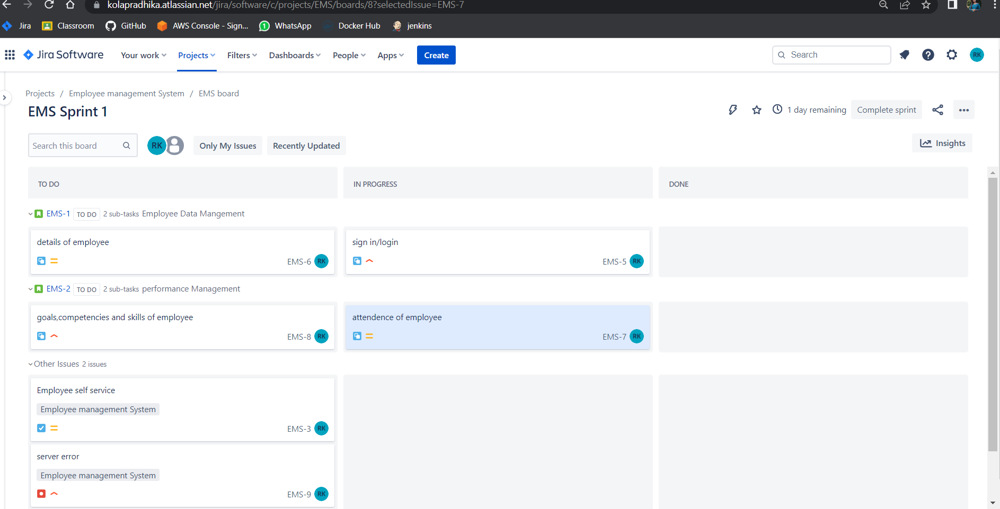 kolapradhika.atlassian.net/jira/software/c/projects/EMS/boards/8?selectedIssue=EMS-7
Jira Classroom GitHub AWS Console - Sign... 1 WhatsApp Docker Hub jenkins
Jira Software Your work Projects Filters Dashboards People Apps Create Search RK
Projects / Employee management System / EMS board
EMS Sprint 1 1 day remaining Complete sprint
Search this board RK Only My Issues Recently Updated Insights
TO DO IN PROGRESS DONE
EMS-1 TO DO 2 sub-tasks Employee Data Mangement
details of employee sign in/login
EMS-6 RK EMS-5 RK
EMS-2 TO DO 2 sub-tasks performance Management
goals,competencies and skills of employee attendence of employee
EMS-8 RK EMS-7 RK
Other Issues 2 issues
Employee self service
Employee management System
EMS-3 RK
server error
Employee management System
EMS-9 RK